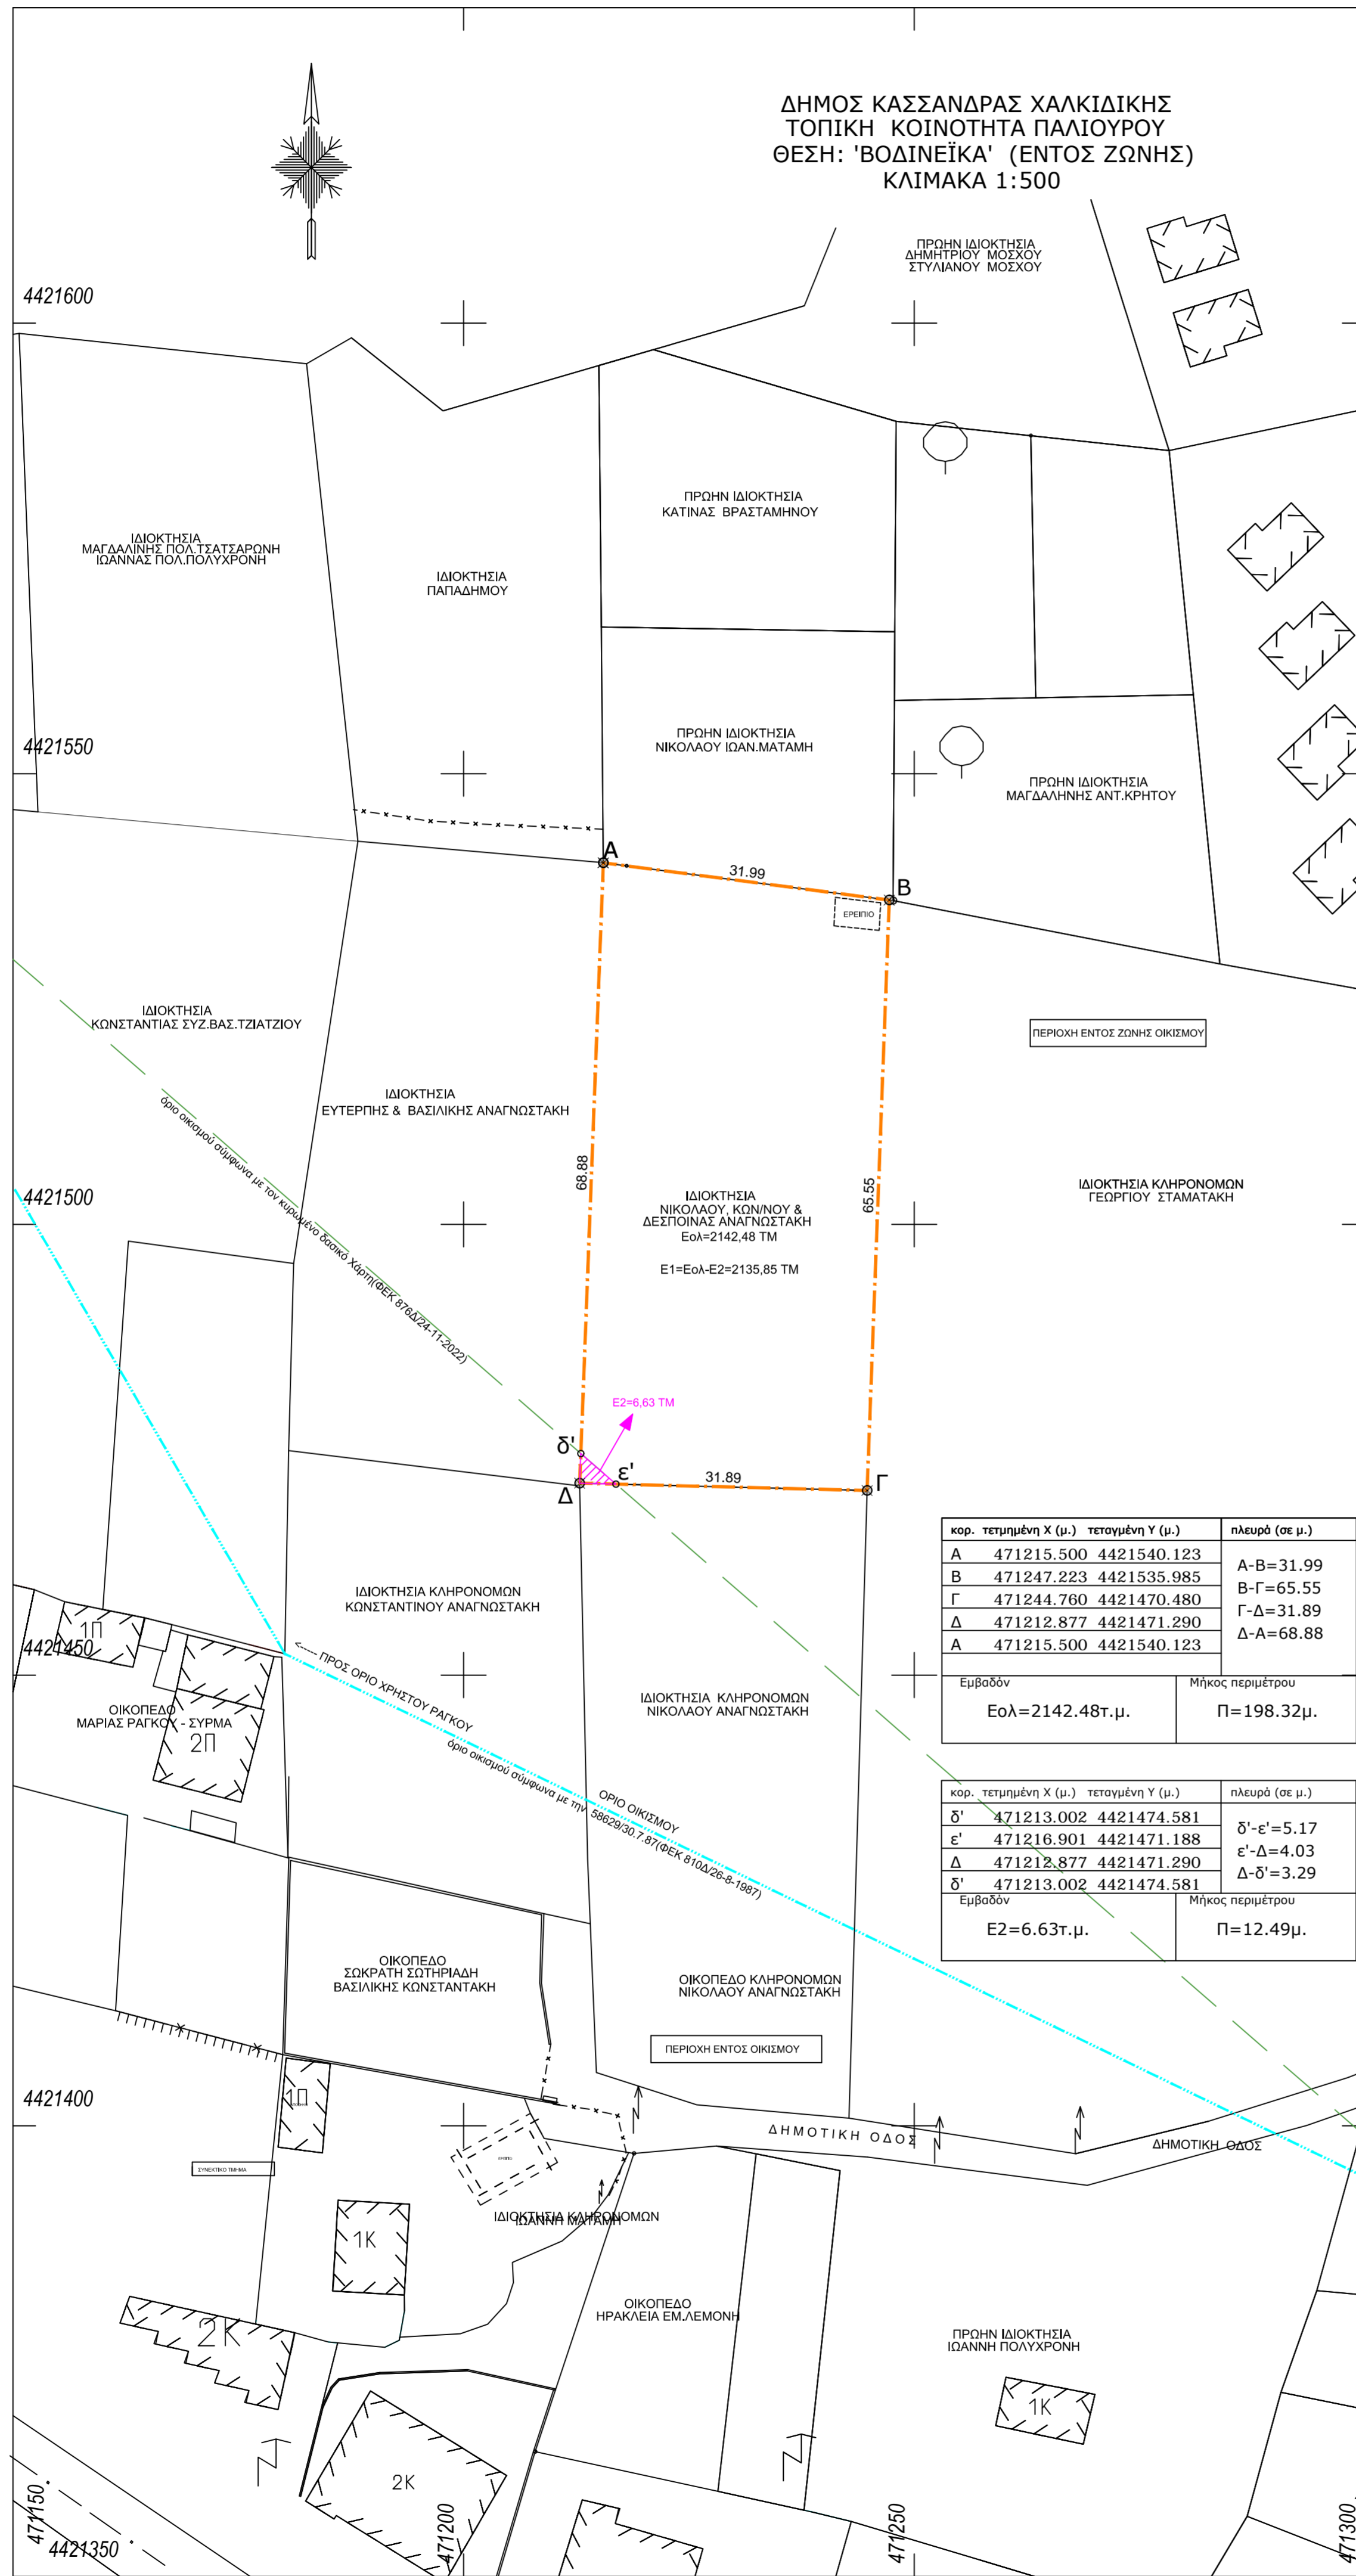 ΔΗΜΟΣ ΚΑΣΣΑΝΔΡΑΣ ΧΑΛΚΙΔΙΚΗΣ
ΤΟΠΙΚΗ ΚΟΙΝΟΤΗΤΑ ΠΑΛΙΟΥΡΟΥ
ΘΕΣΗ: 'ΒΟΔΙΝΕΪΚΑ' (ΕΝΤΟΣ ΖΩΝΗΣ)
ΚΛΙΜΑΚΑ 1:500
ΠΡΩΗΝ ΙΔΙΟΚΤΗΣΙΑ
ΔΗΜΗΤΡΙΟΥ ΜΟΣΧΟΥ
ΣΤΥΛΙΑΝΟΥ ΜΟΣΧΟΥ
4421600
ΠΡΩΗΝ ΙΔΙΟΚΤΗΣΙΑ
ΚΑΤΙΝΑΣ ΒΡΑΣΤΑΜΗΝΟΥ
ΙΔΙΟΚΤΗΣΙΑ
ΜΑΓΔΑΛΙΝΗΣ ΠΟΛ.ΤΣΑΤΣΑΡΩΝΗ
ΙΩΑΝΝΑΣ ΠΟΛ.ΠΟΛΥΧΡΟΝΗ
ΙΔΙΟΚΤΗΣΙΑ
ΠΑΠΑΔΗΜΟΥ
ΠΡΩΗΝ ΙΔΙΟΚΤΗΣΙΑ
ΝΙΚΟΛΑΟΥ ΙΩΑΝ.ΜΑΤΑΜΗ
4421550
ΠΡΩΗΝ ΙΔΙΟΚΤΗΣΙΑ
ΜΑΓΔΑΛΗΝΗΣ ΑΝΤ.ΚΡΗΤΟΥ
Α
31.99
Β
ΕΡΕΙΠΙΟ
ΙΔΙΟΚΤΗΣΙΑ
ΚΩΝΣΤΑΝΤΙΑΣ ΣΥΖ.ΒΑΣ.ΤΖΙΑΤΖΙΟΥ
ΠΕΡΙΟΧΗ ΕΝΤΟΣ ΖΩΝΗΣ ΟΙΚΙΣΜΟΥ
ΙΔΙΟΚΤΗΣΙΑ
ΕΥΤΕΡΠΗΣ & ΒΑΣΙΛΙΚΗΣ ΑΝΑΓΝΩΣΤΑΚΗ
όριο οικισμού σύμφωνα με τον κυρωμένο δασικό Χάρτη(ΦΕΚ 876Δ/24-11-2022)
68.88
65.55
4421500
ΙΔΙΟΚΤΗΣΙΑ
ΝΙΚΟΛΑΟΥ, ΚΩΝ/ΝΟΥ &
ΔΕΣΠΟΙΝΑΣ ΑΝΑΓΝΩΣΤΑΚΗ
Εολ=2142,48 ΤΜ
Ε1=Εολ-Ε2=2135,85 ΤΜ
ΙΔΙΟΚΤΗΣΙΑ ΚΛΗΡΟΝΟΜΩΝ
ΓΕΩΡΓΙΟΥ ΣΤΑΜΑΤΑΚΗ
Ε2=6,63 ΤΜ
δ'
ε'
31.89
Γ
Δ
κορ. τετμημένη Χ (μ.) τεταγμένη Υ (μ.) πλευρά (σε μ.)
Α 471215.500 4421540.123
Β 471247.223 4421535.985
Γ 471244.760 4421470.480
Δ 471212.877 4421471.290
Α 471215.500 4421540.123
Α-Β=31.99
Β-Γ=65.55
Γ-Δ=31.89
Δ-Α=68.88
Εμβαδόν
Εολ=2142.48τ.μ.
Μήκος περιμέτρου
Π=198.32μ.
ΙΔΙΟΚΤΗΣΙΑ ΚΛΗΡΟΝΟΜΩΝ
ΚΩΝΣΤΑΝΤΙΝΟΥ ΑΝΑΓΝΩΣΤΑΚΗ
1Π
4421450
<----- ΠΡΟΣ ΟΡΙΟ ΧΡΗΣΤΟΥ ΡΑΓΚΟΥ
ΟΙΚΟΠΕΔΟ
ΜΑΡΙΑΣ ΡΑΓΚΟΥ - ΣΥΡΜΑ
2Π
ΙΔΙΟΚΤΗΣΙΑ ΚΛΗΡΟΝΟΜΩΝ
ΝΙΚΟΛΑΟΥ ΑΝΑΓΝΩΣΤΑΚΗ
ΟΡΙΟ ΟΙΚΙΣΜΟΥ
όριο οικισμού σύμφωνα με την 58629/30.7.87(ΦΕΚ 810Δ/26-8-1987)
κορ. τετμημένη Χ (μ.) τεταγμένη Υ (μ.) πλευρά (σε μ.)
δ' 471213.002 4421474.581
ε' 471216.901 4421471.188
Δ 471212.877 4421471.290
δ' 471213.002 4421474.581
δ'-ε'=5.17
ε'-Δ=4.03
Δ-δ'=3.29
Εμβαδόν
Ε2=6.63τ.μ.
Μήκος περιμέτρου
Π=12.49μ.
ΟΙΚΟΠΕΔΟ
ΣΩΚΡΑΤΗ ΣΩΤΗΡΙΑΔΗ
ΒΑΣΙΛΙΚΗΣ ΚΩΝΣΤΑΝΤΑΚΗ
ΟΙΚΟΠΕΔΟ ΚΛΗΡΟΝΟΜΩΝ
ΝΙΚΟΛΑΟΥ ΑΝΑΓΝΩΣΤΑΚΗ
ΠΕΡΙΟΧΗ ΕΝΤΟΣ ΟΙΚΙΣΜΟΥ
1Π
4421400
ΔΗΜΟΤΙΚΗ ΟΔΟΣ
ΔΗΜΟΤΙΚΗ ΟΔΟΣ
ΣΥΝΕΚΤΙΚΟ ΤΜΗΜΑ
ΙΔΙΟΚΤΗΣΙΑ ΚΛΗΡΟΝΟΜΩΝ
ΙΩΑΝΝΗ ΜΑΤΑΜΗ
1Κ
2Κ
ΟΙΚΟΠΕΔΟ
ΗΡΑΚΛΕΙΑ ΕΜ.ΛΕΜΟΝΗ
ΠΡΩΗΝ ΙΔΙΟΚΤΗΣΙΑ
ΙΩΑΝΝΗ ΠΟΛΥΧΡΟΝΗ
1Κ
2Κ
471150
4421350
471200
471250
471300